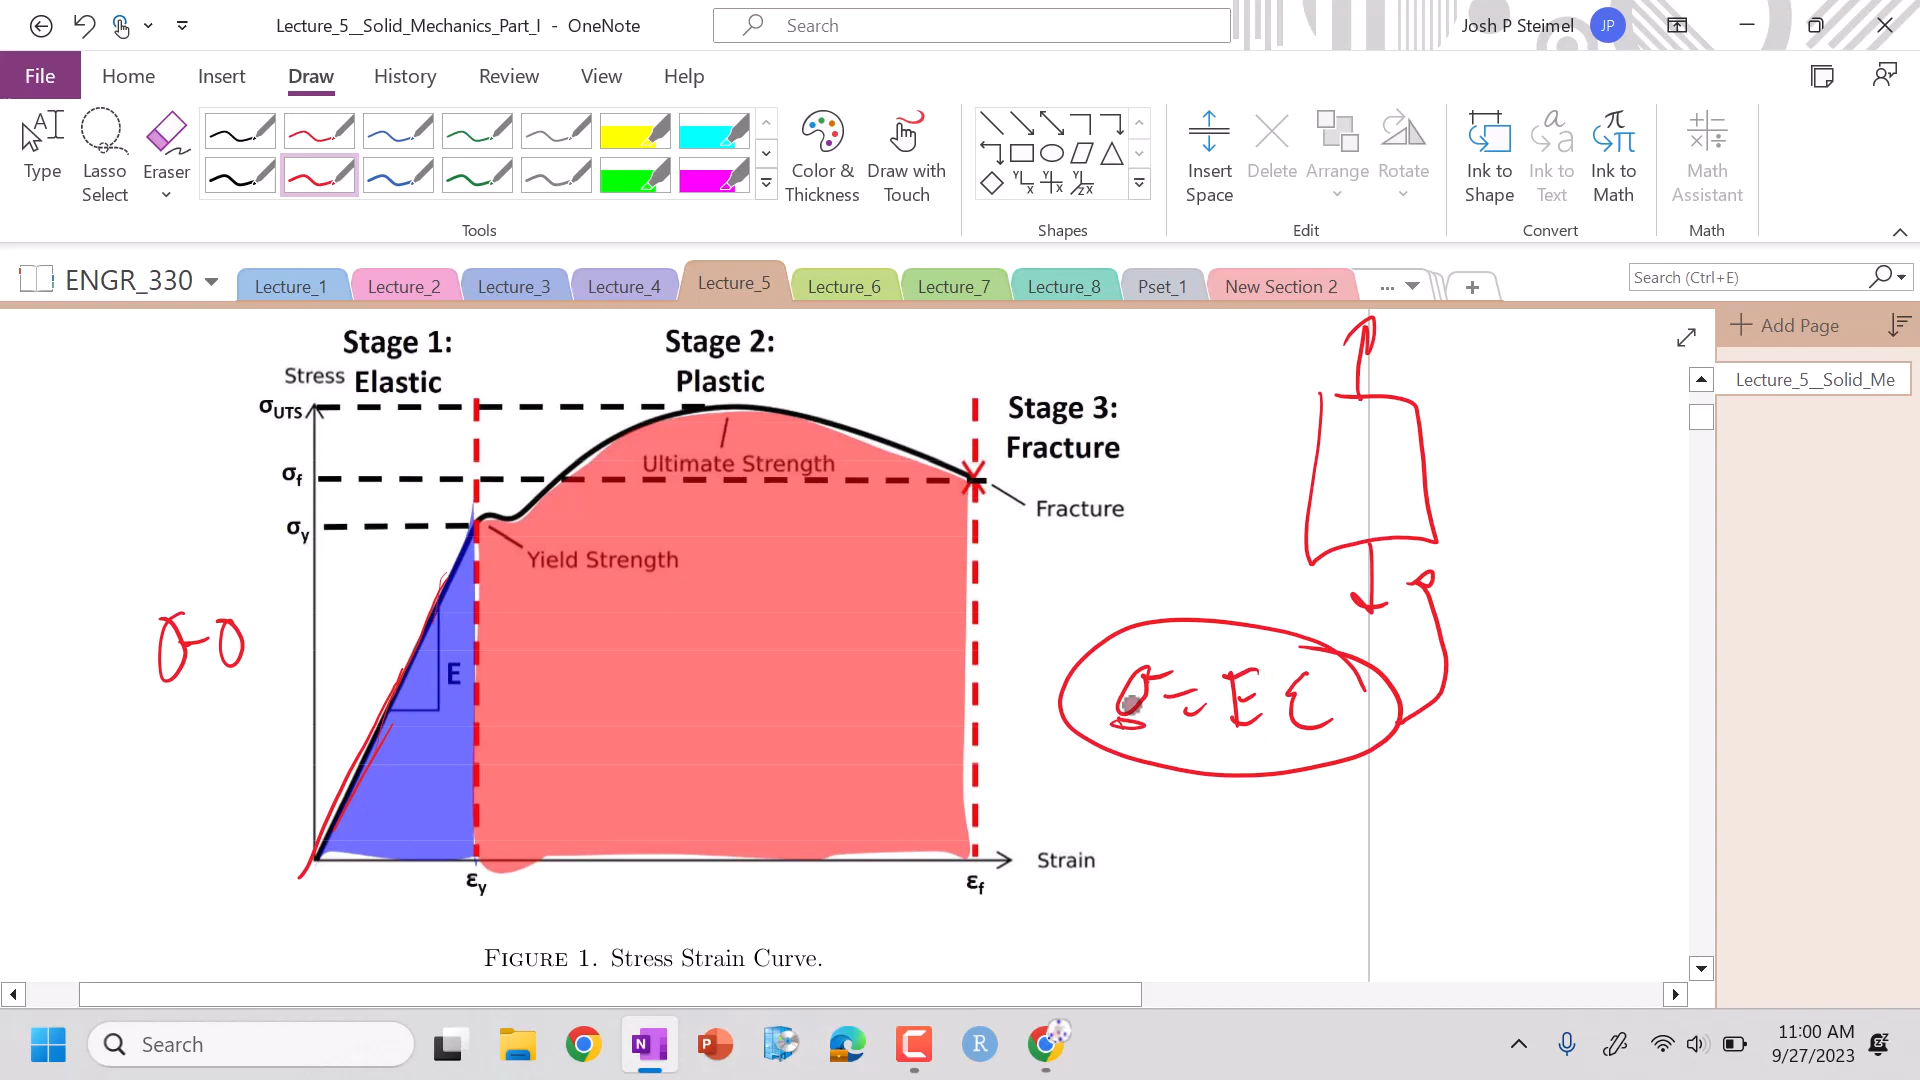 Lecture_5__Solid_Mechanics_Part_I - OneNote
Search
Josh P Steimel
JP
File
Home
Insert
Draw
History
Review
View
Help
Type
Lasso Select
Eraser
Color & Thickness
Draw with Touch
Insert Space
Delete
Arrange
Rotate
Ink to Shape
Ink to Text
Ink to Math
Math Assistant
Tools
Shapes
Edit
Convert
Math
ENGR_330
Lecture_1
Lecture_2
Lecture_3
Lecture_4
Lecture_5
Lecture_6
Lecture_7
Lecture_8
Pset_1
New Section 2
...
Search (Ctrl+E)
Add Page
Lecture_5__Solid_Me
Stage 1:
Elastic
Stage 2:
Plastic
Stage 3:
Fracture
Stress
σUTS
σf
σy
Ultimate Strength
Fracture
Yield Strength
E
σ = E ε
Strain
εy
εf
FIGURE 1. Stress Strain Curve.
Search
11:00 AM
9/27/2023